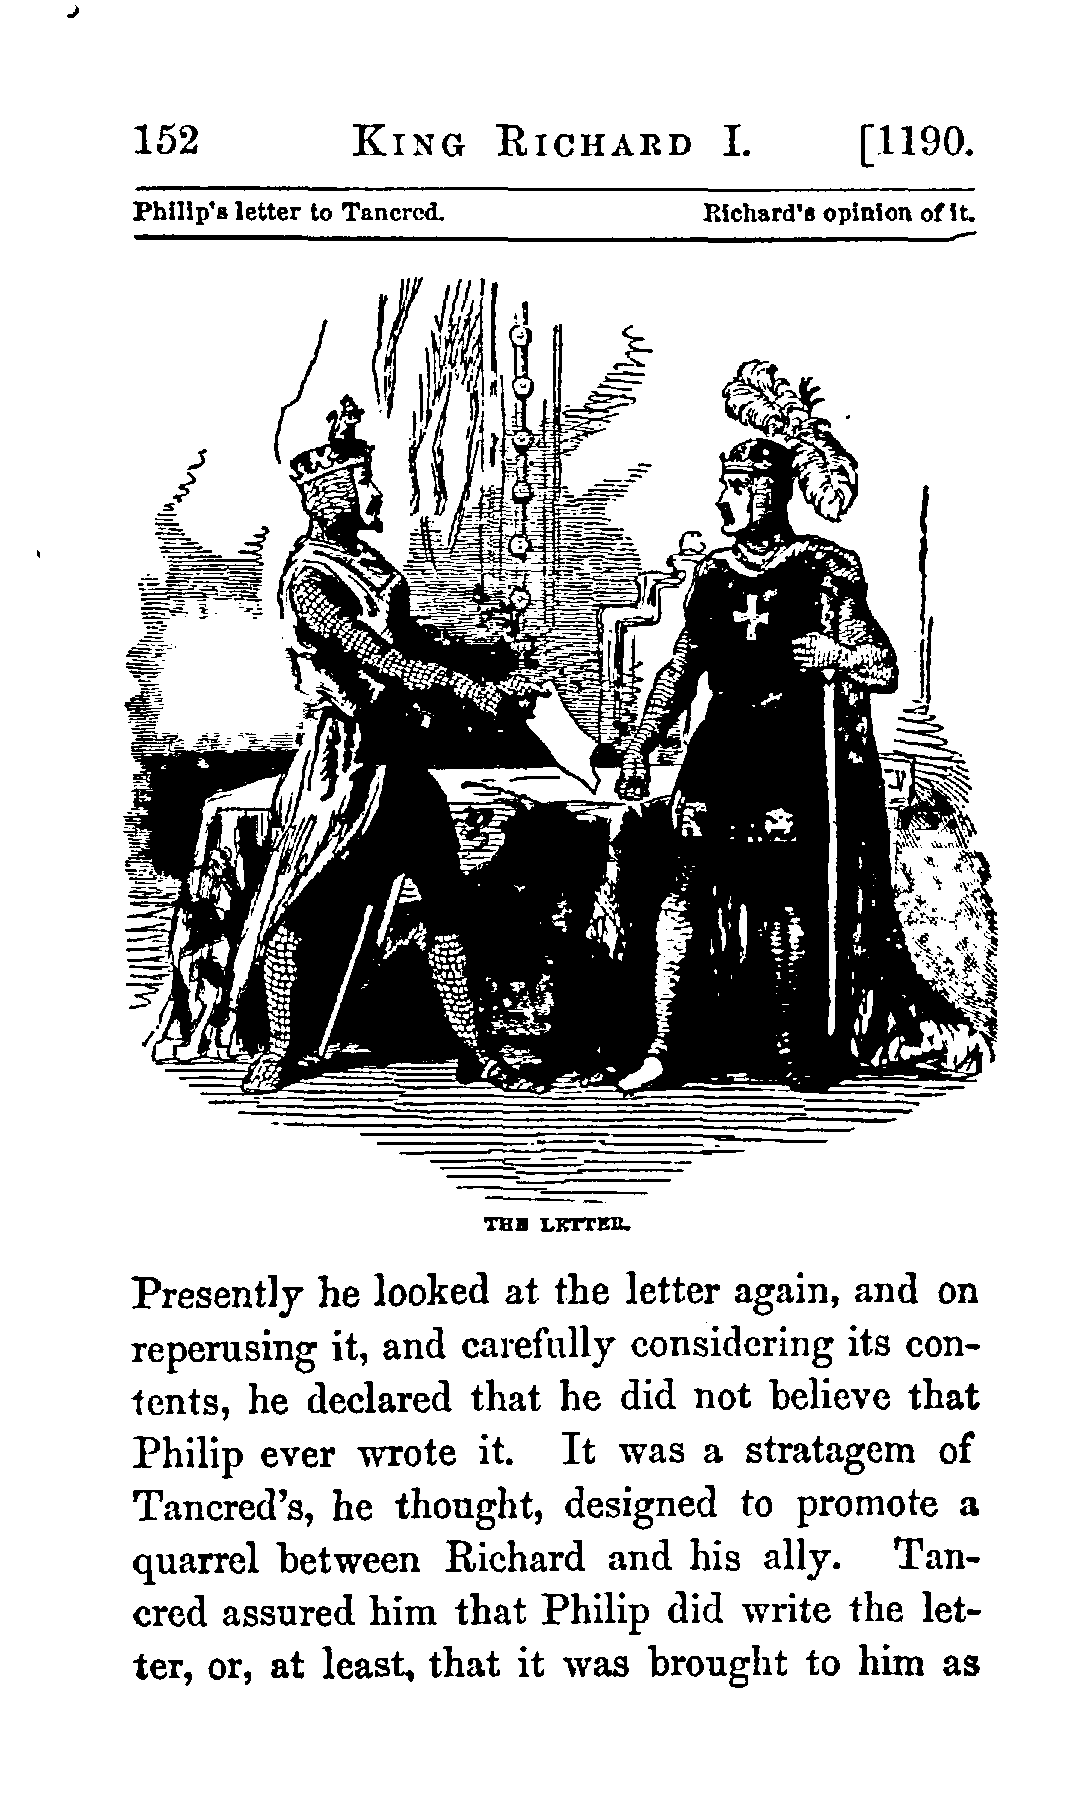 152 KING RICHARD I. [1190.
Philip's letter to Tancred. Richard's opinion of it.
THE LETTER.
Presently he looked at the letter again, and on
reperusing it, and carefully considering its con-
tents, he declared that he did not believe that
Philip ever wrote it. It was a stratagem of
Tancred's, he thought, designed to promote a
quarrel between Richard and his ally. Tan-
cred assured him that Philip did write the let-
ter, or, at least, that it was brought to him as